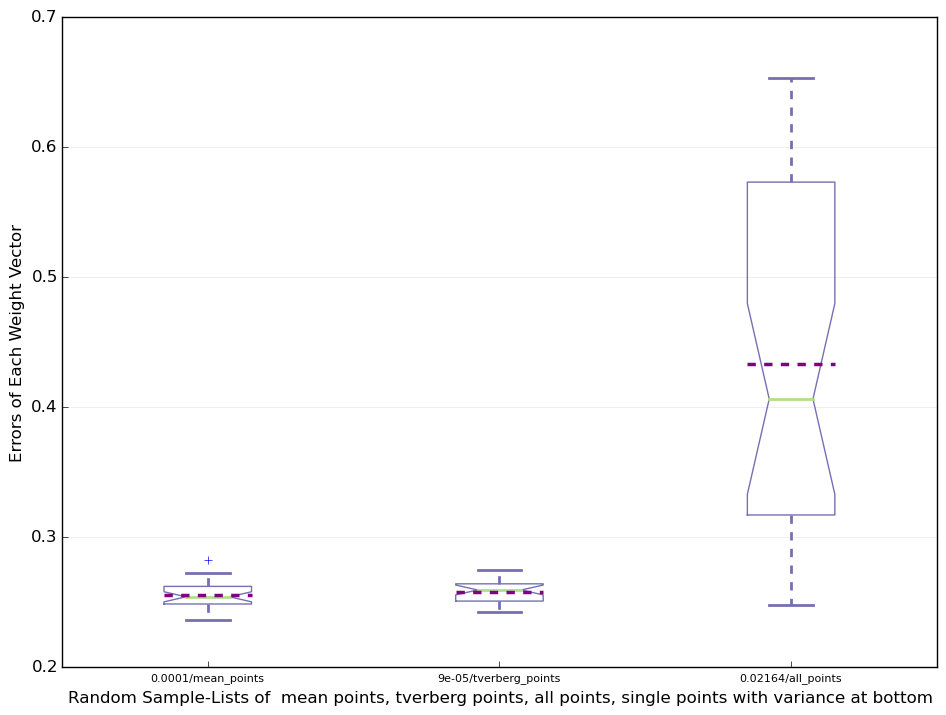 0.7
0.6
0.5
0.4
0.3
0.2
Errors of Each Weight Vector
0.0001/mean_points 9e-05/tverberg_points 0.02164/all_points
Random Sample-Lists of  mean points, tverberg points, all points, single points with variance at bottom